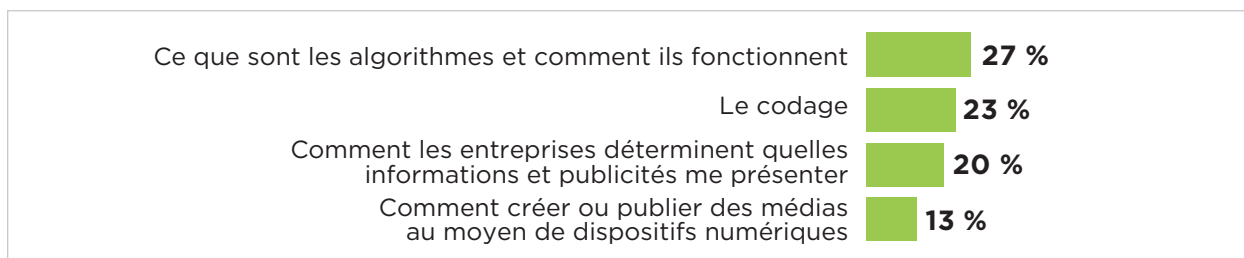 Ce que sont les algorithmes et comment ils fonctionnent 27 %
Le codage 23 %
Comment les entreprises déterminent quelles
informations et publicités me présenter 20 %
Comment créer ou publier des médias
au moyen de dispositifs numériques 13 %